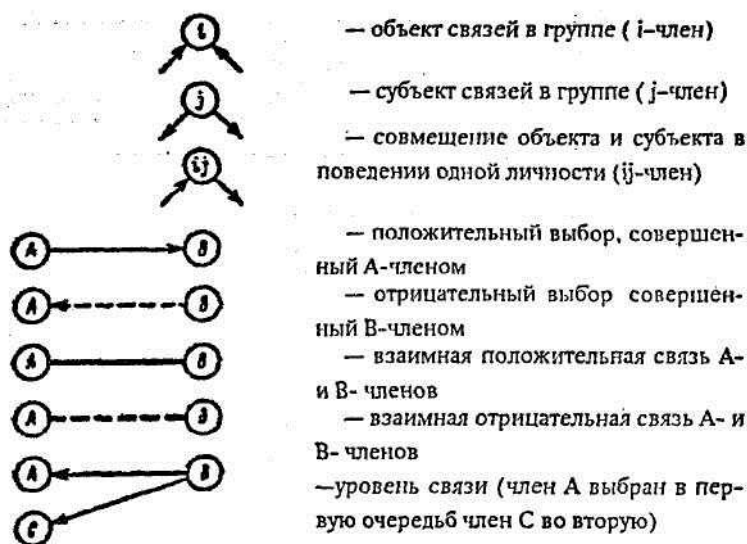 i — объект связей в группе ( i-член)
j — субъект связей в группе ( j-член)
ij — совмещение объекта и субъекта в
поведении одной личности (ij-член)
A B — положительный выбор, совершен-
ный А-членом
A B — отрицательный выбор совершен-
ный В-членом
A B — взаимная положительная связь А-
и В- членов
A B — взаимная отрицательная связь А- и
В- членов
A B —уровень связи (член А выбран в пер-
C вую очередьб член С во вторую)